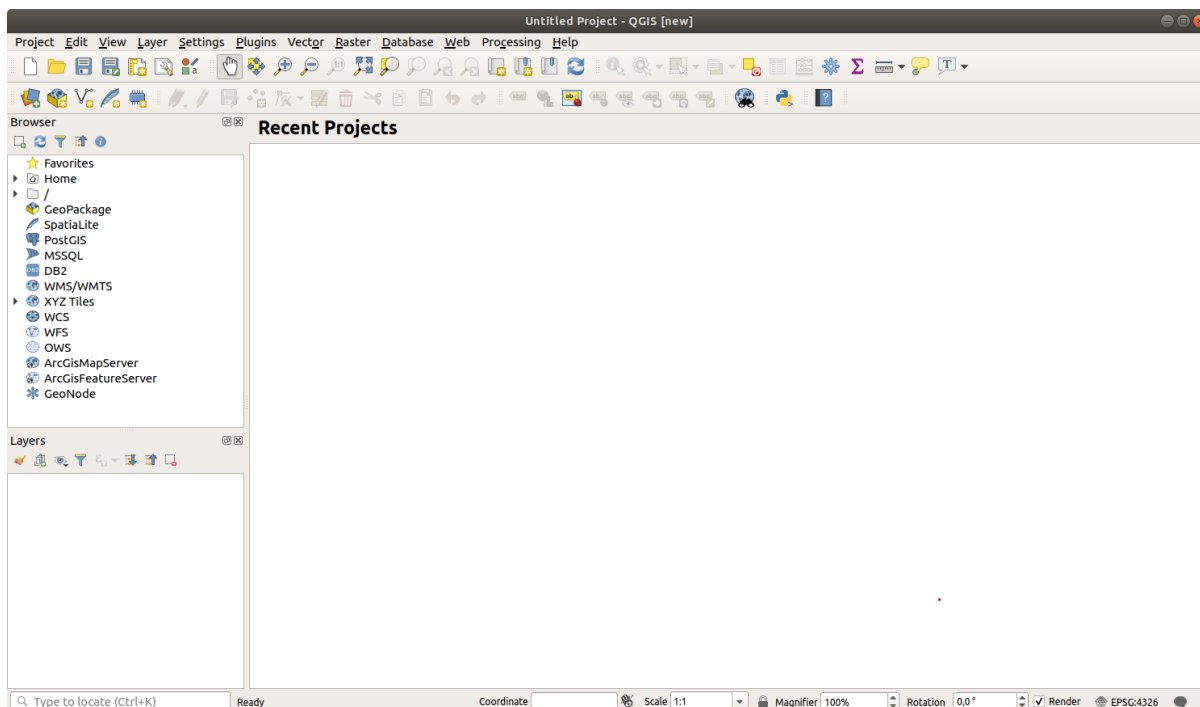 Untitled Project - QGIS [new]
Project Edit View Layer Settings Plugins Vector Raster Database Web Processing Help
Browser
Recent Projects
Favorites
Home
/
GeoPackage
SpatiaLite
PostGIS
MSSQL
DB2
WMS/WMTS
XYZ Tiles
WCS
WFS
OWS
ArcGisMapServer
ArcGisFeatureServer
GeoNode
Layers
Type to locate (Ctrl+K) Ready Coordinate Scale 1:1 Magnifier 100% Rotation 0,0 ° Render EPSG:4326